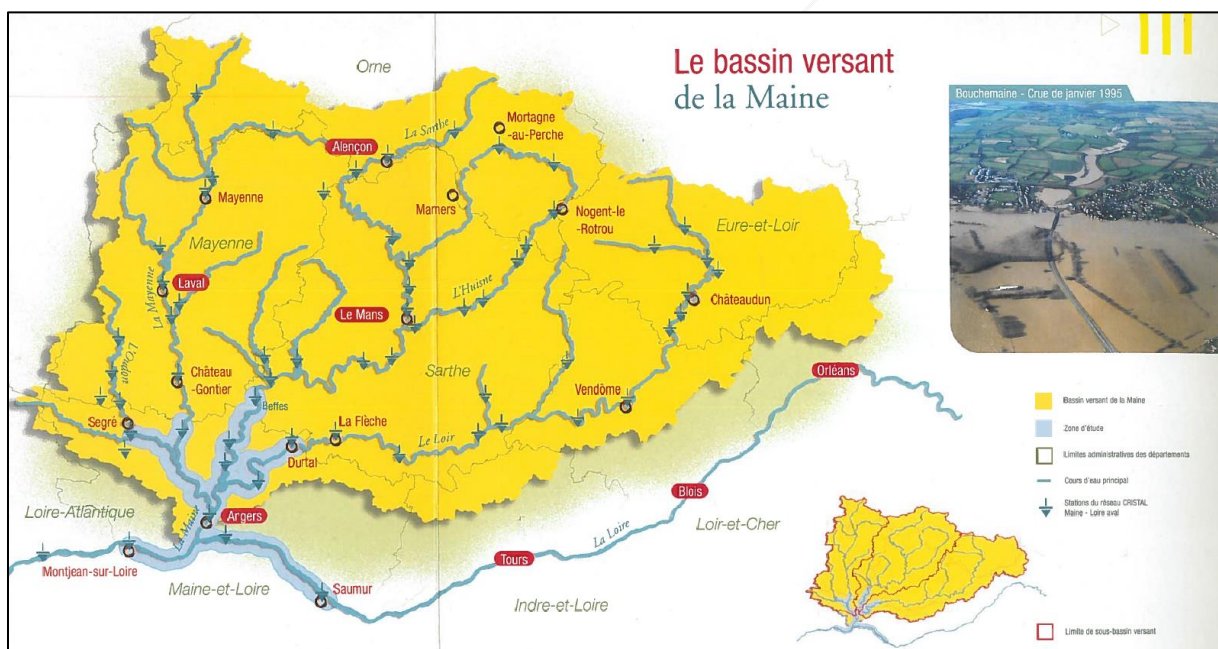 Le bassin versant
de la Maine
Bouchemaine - Crue de janvier 1995
Orne
Mortagne
-au-Perche
La Sarthe
Alençon
Mamers
Mayenne
Nogent-le
-Rotrou
Mayenne
Eure-et-Loir
La Mayenne
Laval
L'Huisne
Le Mans
Châteaudun
L'Oudon
Château
-Gontier
Sarthe
Orléans
Vendôme
Beffes
Segré
La Flèche
Le Loir
Durtal
Blois
Loire-Atlantique
Angers
Loir-et-Cher
La Maine
La Loire
Tours
Montjean-sur-Loire
Maine-et-Loire
Saumur
Indre-et-Loire
Bassin versant de la Maine
Zone d'étude
Limites administratives des départements
Cours d'eau principal
Stations du réseau CRISTAL
Maine - Loire aval
Limite de sous-bassin versant